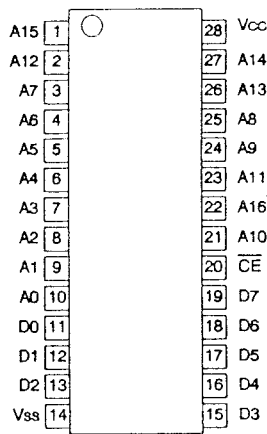 A15 1 28 Vcc
A12 2 27 A14
A7 3 26 A13
A6 4 25 A8
A5 5 24 A9
A4 6 23 A11
A3 7 22 A16
A2 8 21 A10
A1 9 20 C̅E̅
A0 10 19 D7
D0 11 18 D6
D1 12 17 D5
D2 13 16 D4
Vss 14 15 D3